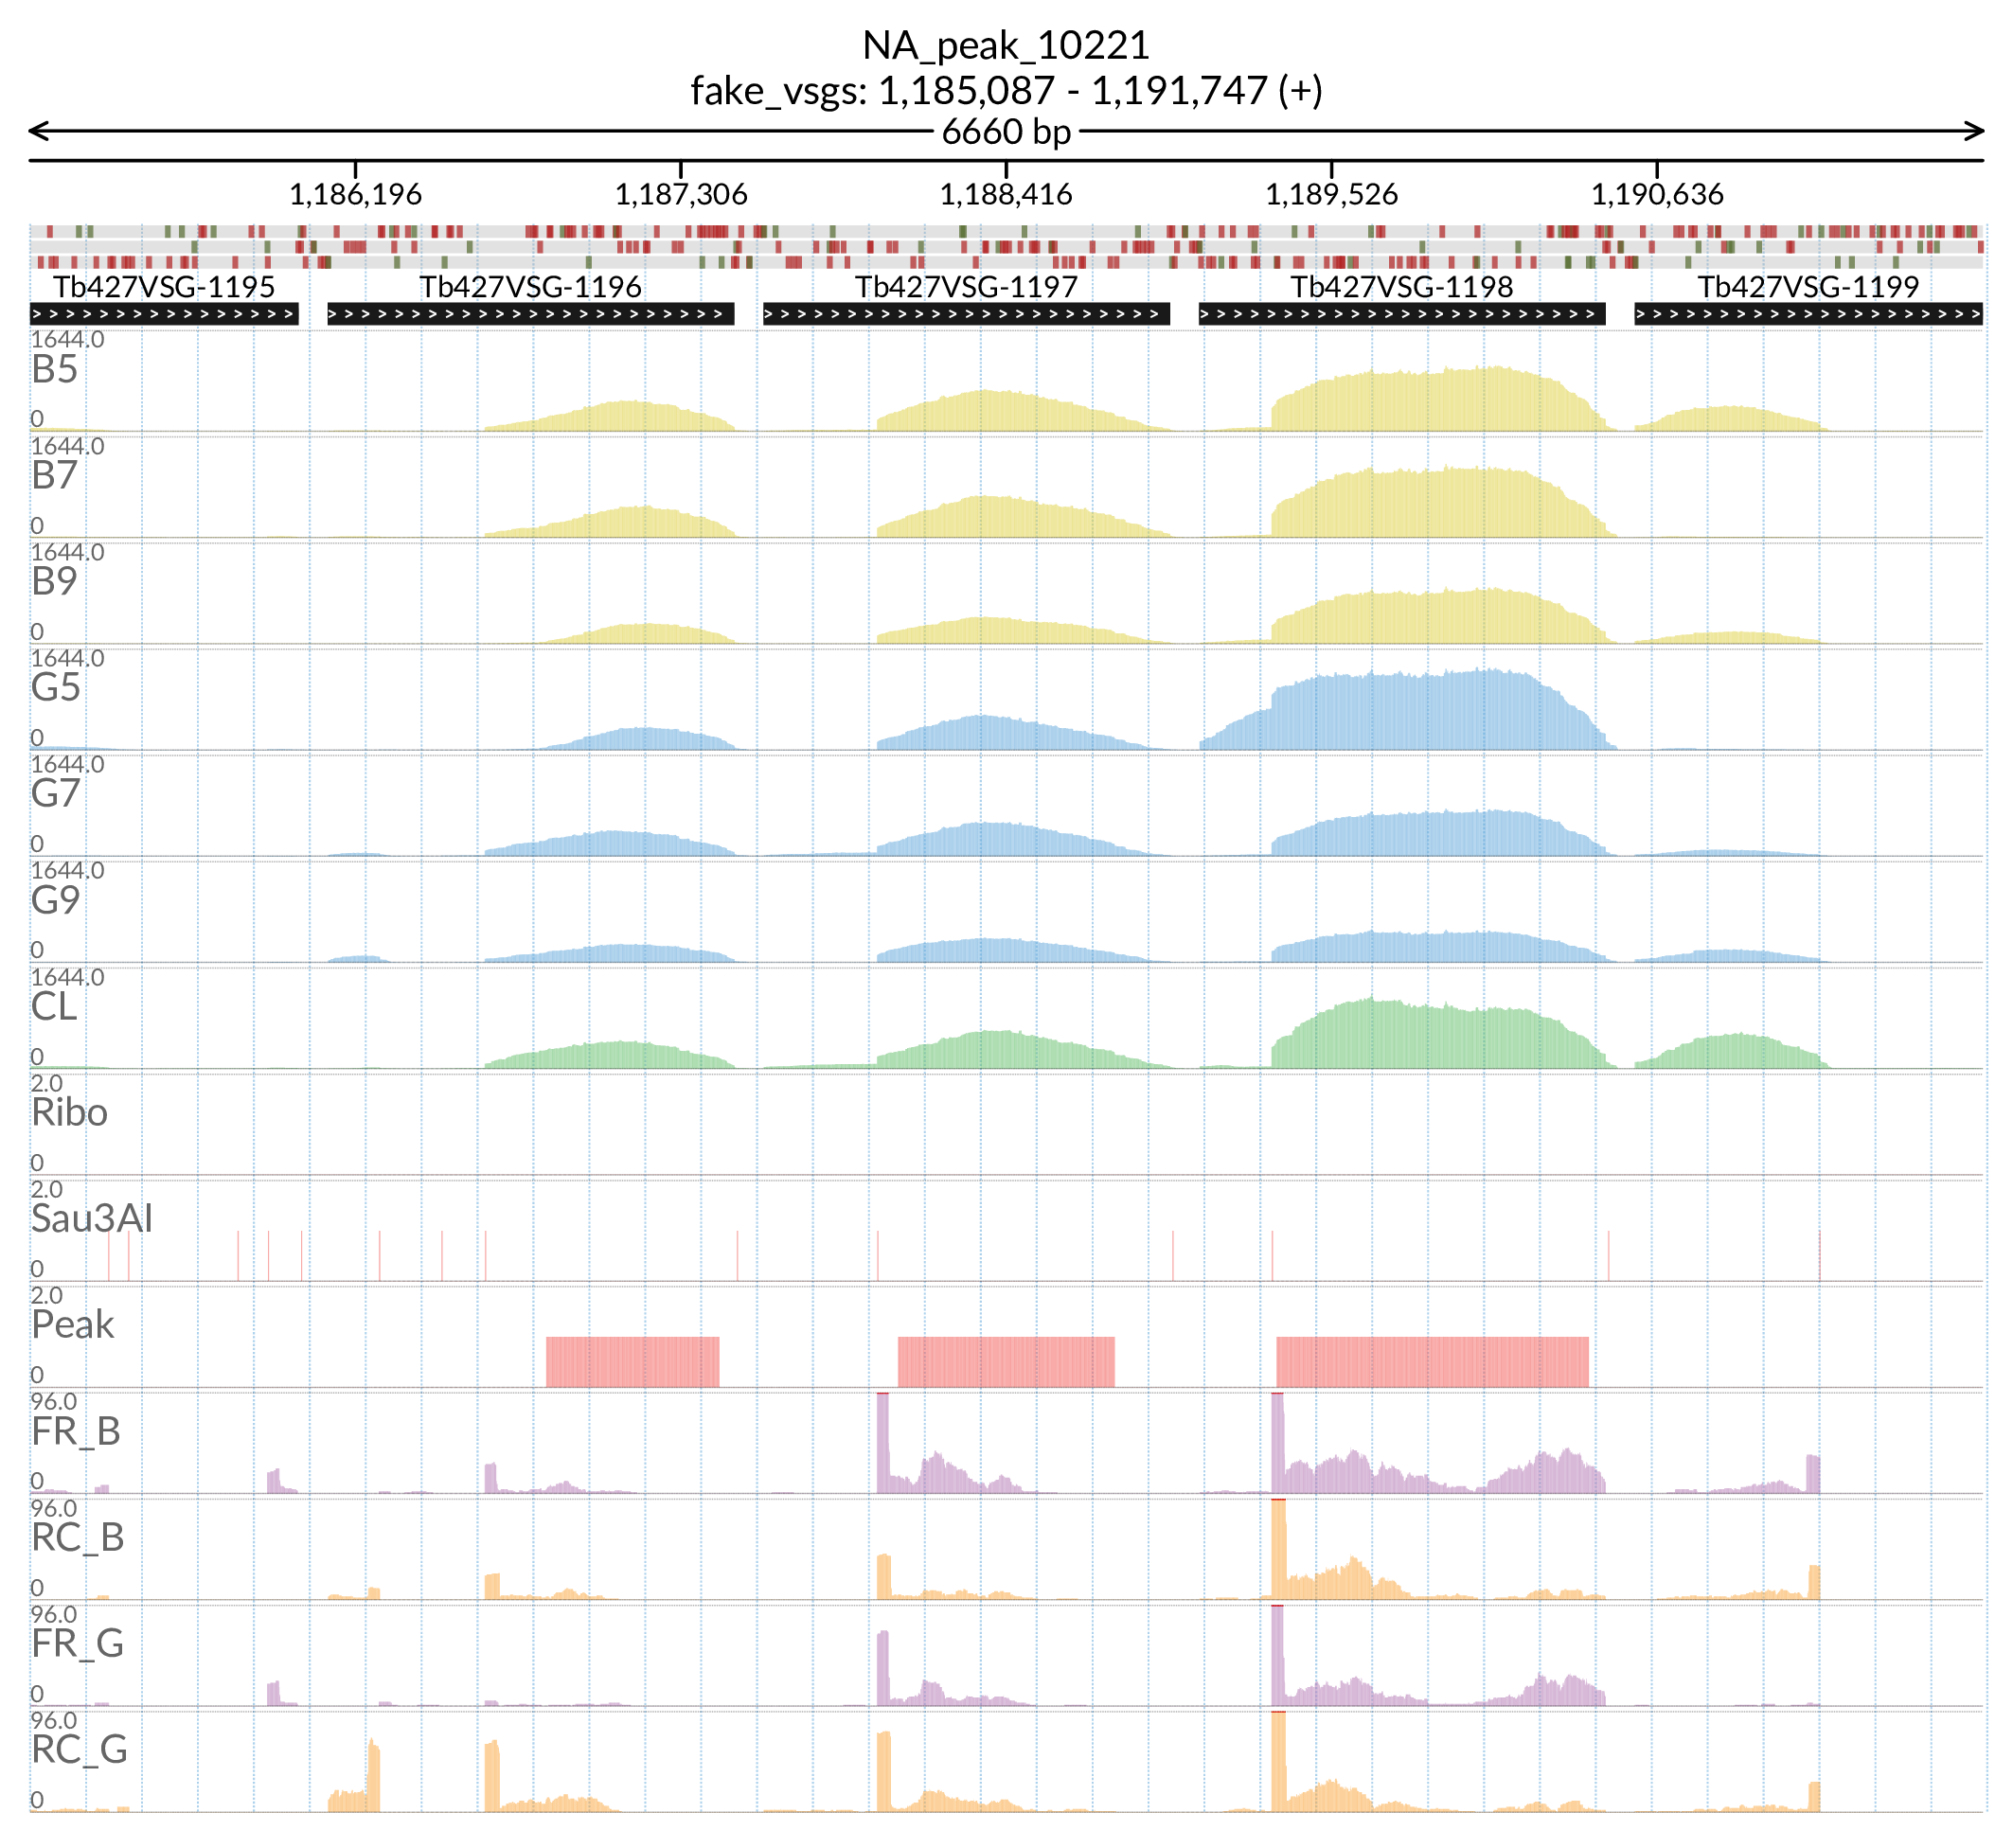 NA_peak_10221
fake_vsgs: 1,185,087 - 1,191,747 (+)
6660 bp
1,186,196 1,187,306 1,188,416 1,189,526 1,190,636
Tb427VSG-1195 Tb427VSG-1196 Tb427VSG-1197 Tb427VSG-1198 Tb427VSG-1199
1644.0
B5
0
1644.0
B7
0
1644.0
B9
0
1644.0
G5
0
1644.0
G7
0
1644.0
G9
0
1644.0
CL
0
2.0
Ribo
0
2.0
Sau3AI
0
2.0
Peak
0
96.0
FR_B
0
96.0
RC_B
0
96.0
FR_G
0
96.0
RC_G
0